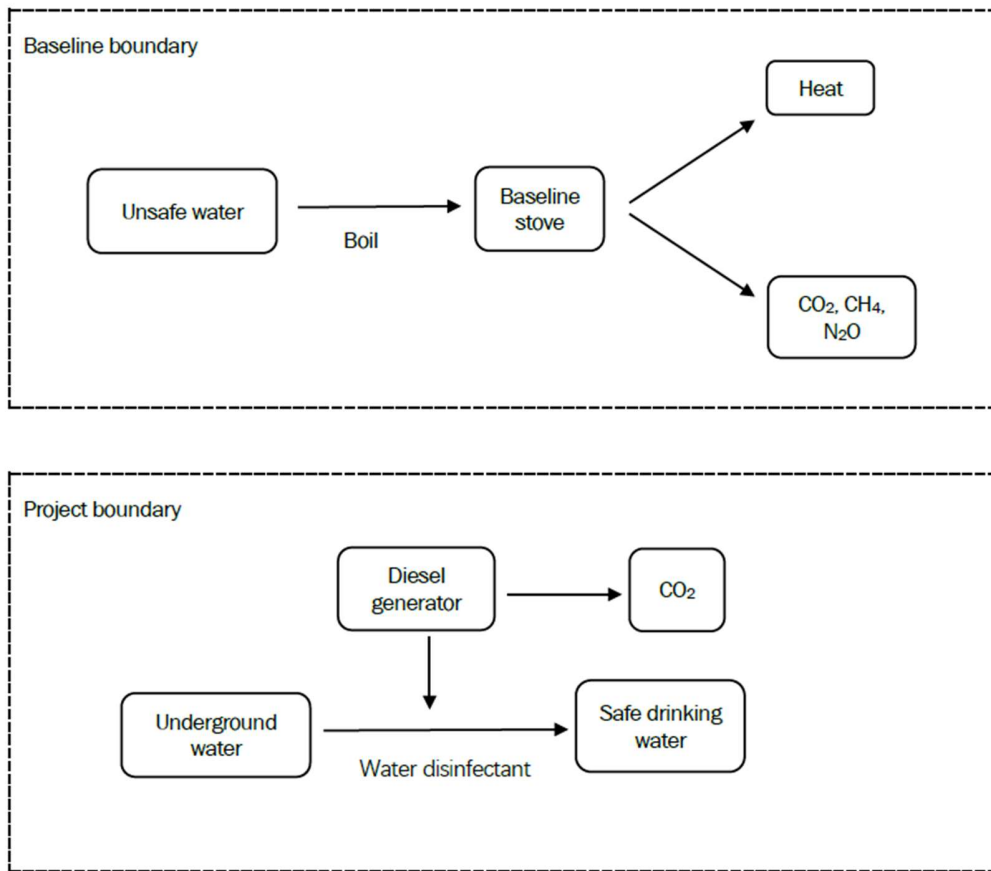 Baseline boundary
Heat
Unsafe water
Boil
Baseline
stove
CO₂, CH₄,
N₂O
Project boundary
Diesel
generator
CO₂
Underground
water
Water disinfectant
Safe drinking
water